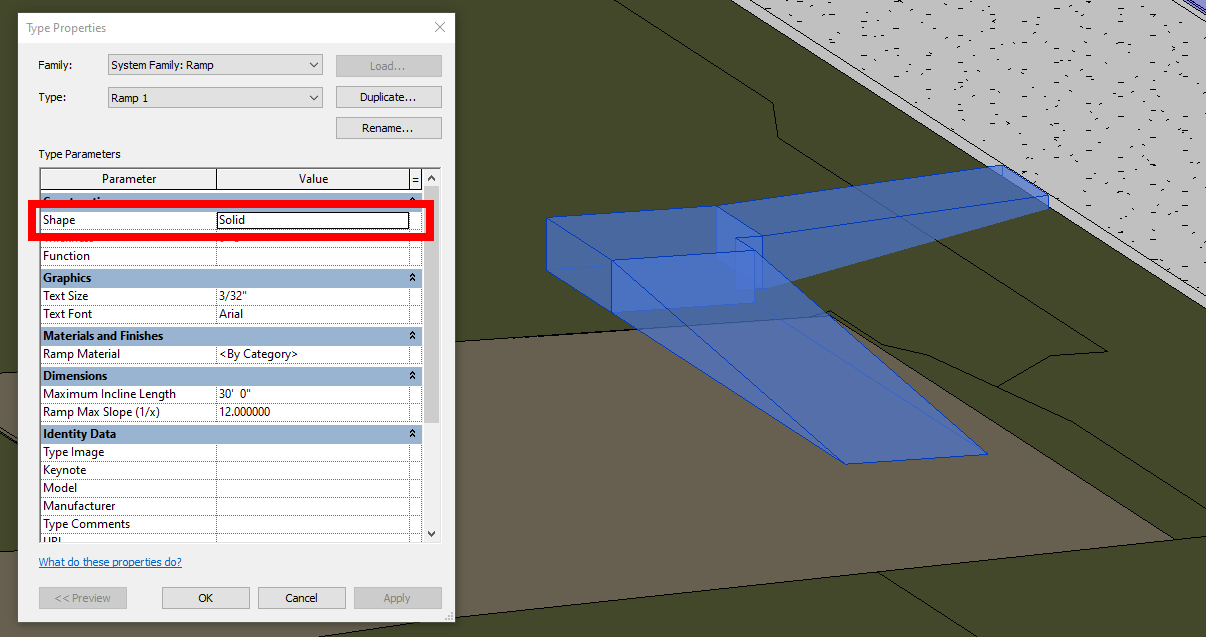 Type Properties
Family: System Family: Ramp Load...
Type: Ramp 1 Duplicate...
Rename...
Type Parameters
Parameter Value =
Shape Solid
Function
Graphics
Text Size 3/32"
Text Font Arial
Materials and Finishes
Ramp Material <By Category>
Dimensions
Maximum Incline Length 30' 0"
Ramp Max Slope (1/x) 12.000000
Identity Data
Type Image
Keynote
Model
Manufacturer
Type Comments
URL
What do these properties do?
<< Preview OK Cancel Apply